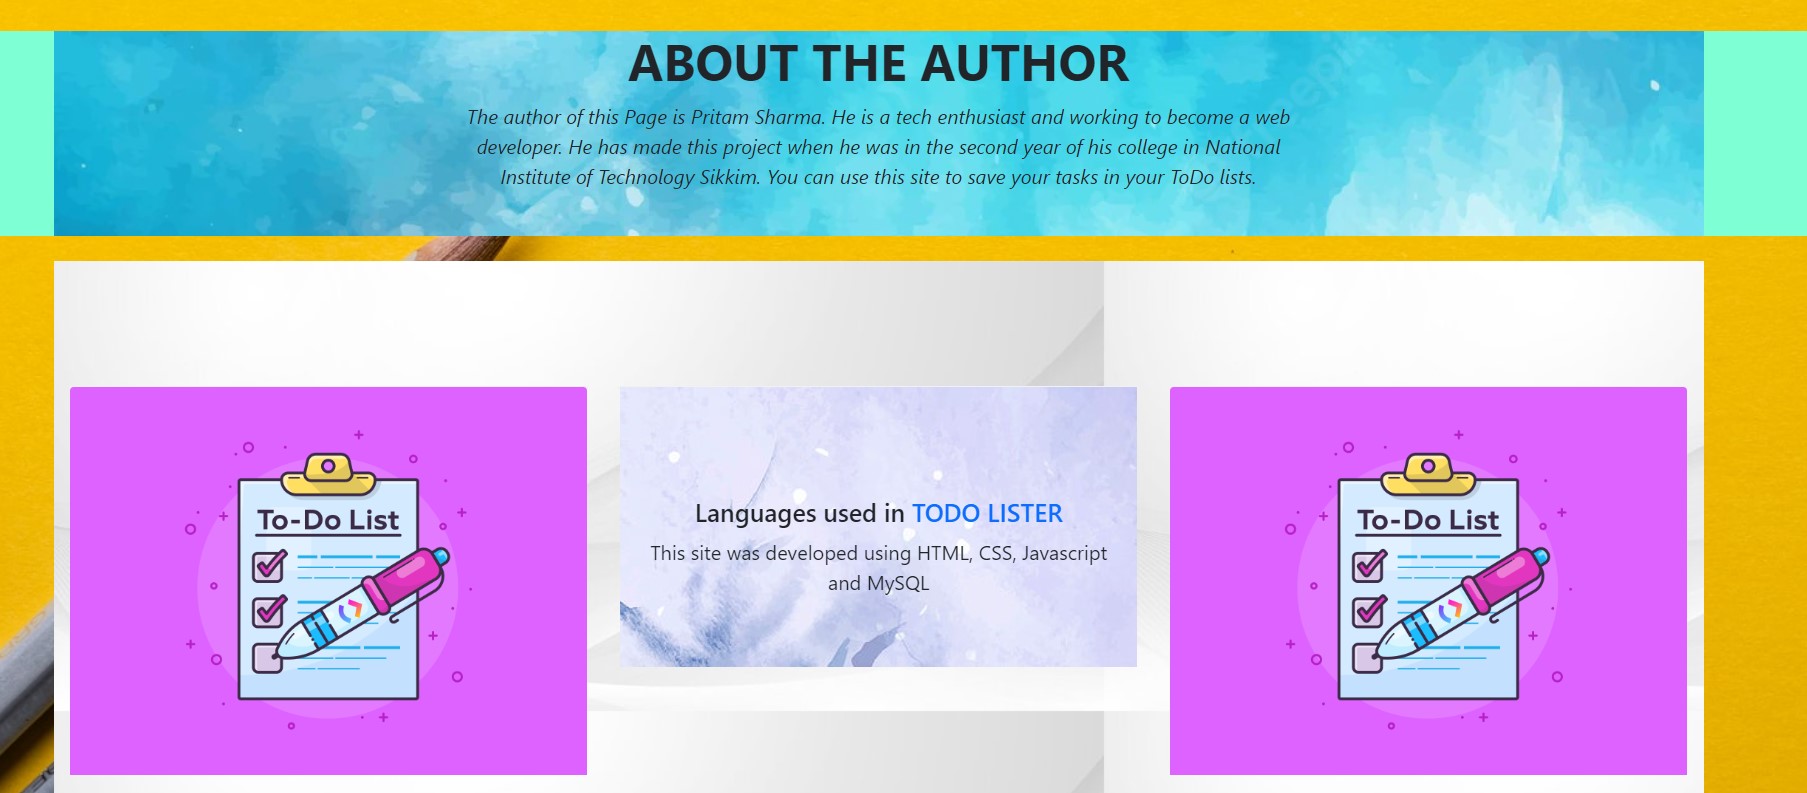 ABOUT THE AUTHOR
The author of this Page is Pritam Sharma. He is a tech enthusiast and working to become a web
developer. He has made this project when he was in the second year of his college in National
Institute of Technology Sikkim. You can use this site to save your tasks in your ToDo lists.
To-Do List
Languages used in TODO LISTER
This site was developed using HTML, CSS, Javascript
and MySQL
To-Do List